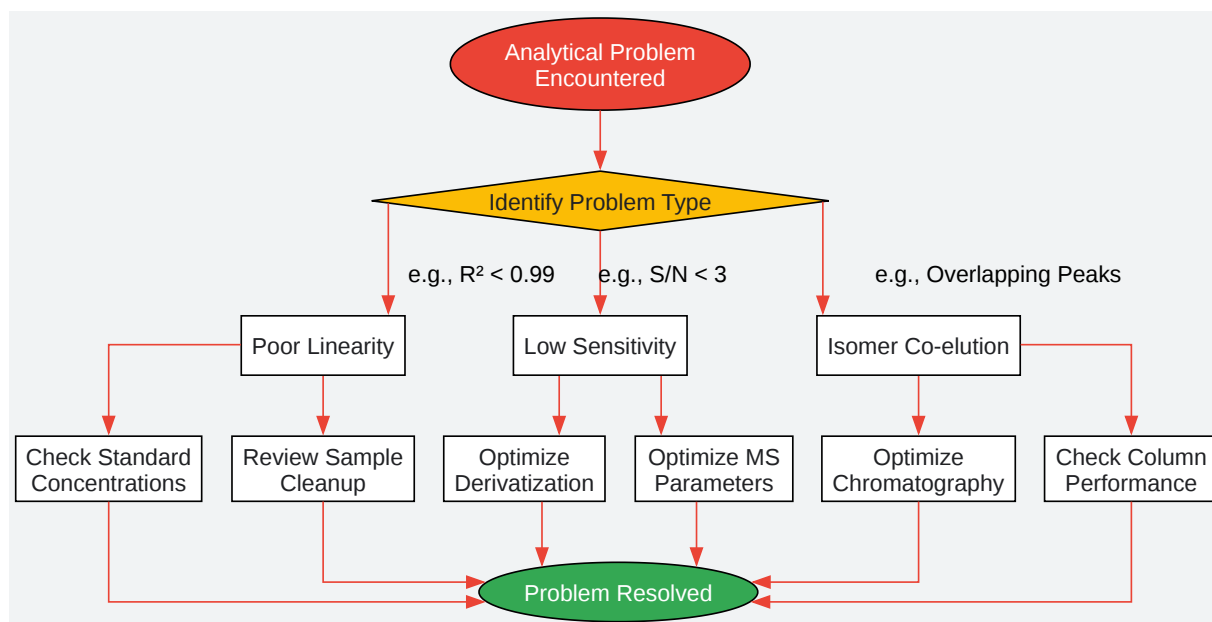 Analytical Problem
Encountered
Identify Problem Type
e.g., R² < 0.99
e.g., S/N < 3
e.g., Overlapping Peaks
Poor Linearity
Low Sensitivity
Isomer Co-elution
Check Standard
Concentrations
Review Sample
Cleanup
Optimize
Derivatization
Optimize MS
Parameters
Optimize
Chromatography
Check Column
Performance
Problem Resolved